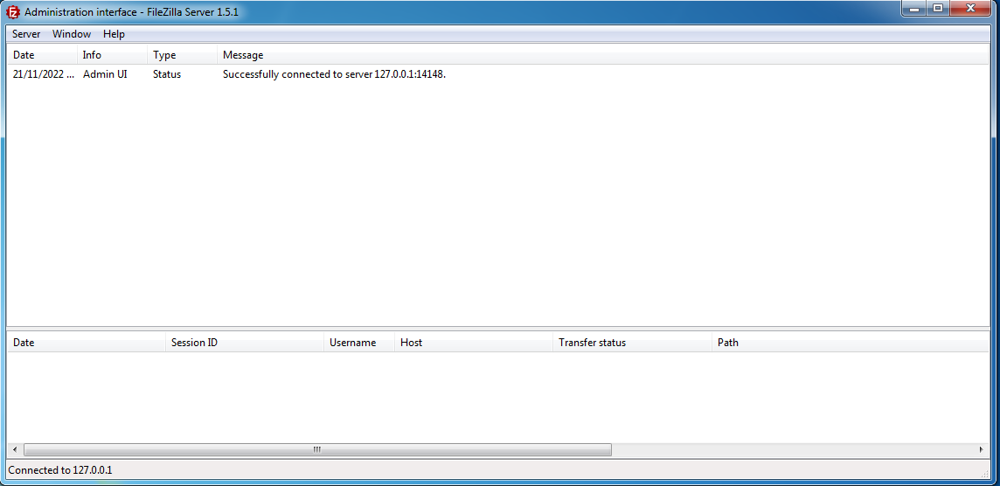 Administration interface - FileZilla Server 1.5.1
Server Window Help
Date Info Type Message
21/11/2022 ... Admin UI Status Successfully connected to server 127.0.0.1:14148.
Date Session ID Username Host Transfer status Path
Connected to 127.0.0.1